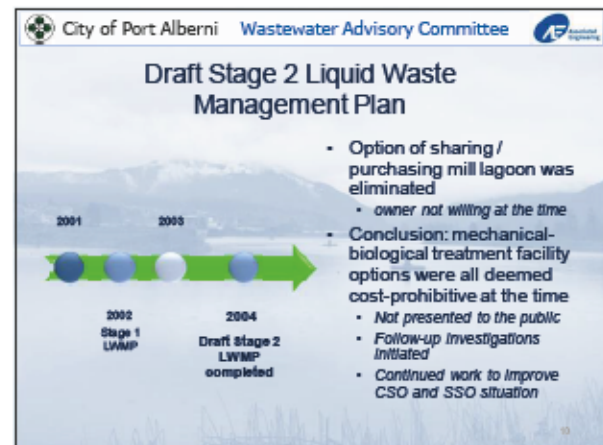 City of Port Alberni Wastewater Advisory Committee
Associated
Engineering
Draft Stage 2 Liquid Waste
Management Plan
2001
2003
2002
Stage 1
LWMP
2004
Draft Stage 2
LWMP
completed
• Option of sharing /
purchasing mill lagoon was
eliminated
• owner not willing at the time
• Conclusion: mechanical-
biological treatment facility
options were all deemed
cost-prohibitive at the time
• Not presented to the public
• Follow-up investigations
initiated
• Continued work to improve
CSO and SSO situation